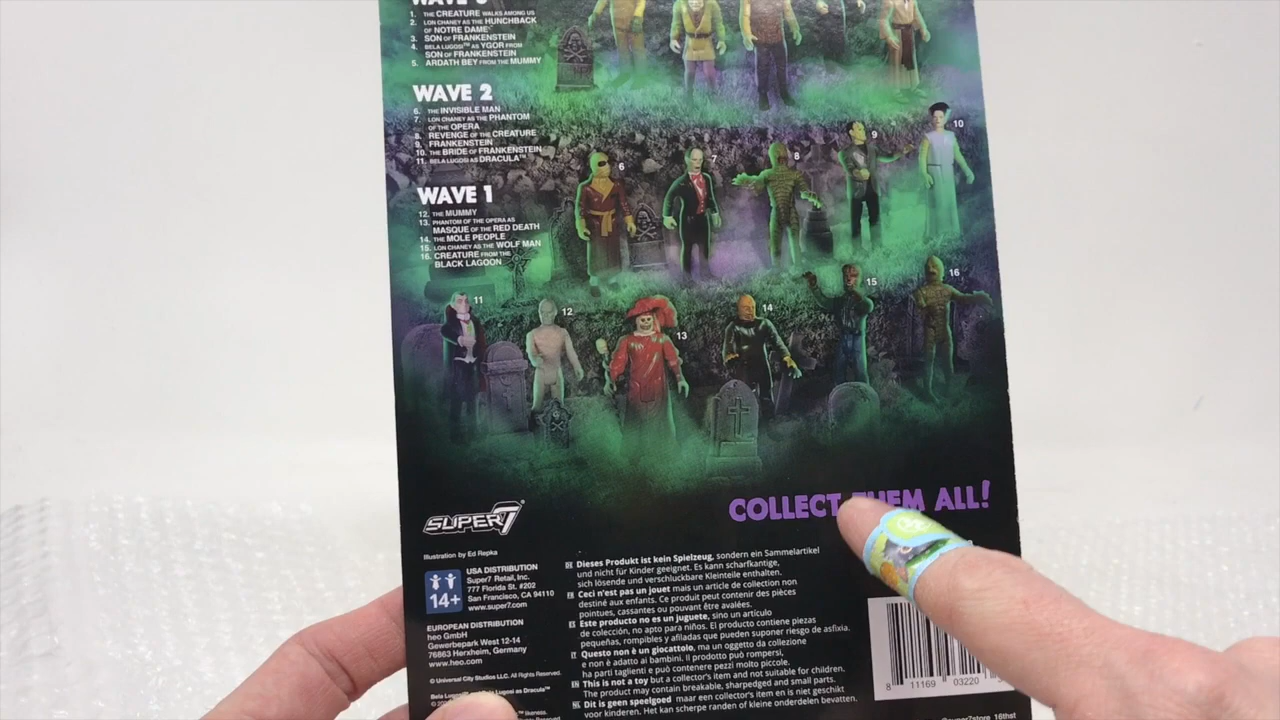 WAVE 3
1. THE CREATURE WALKS AMONG US
2. LON CHANEY AS THE HUNCHBACK
OF NOTRE DAME
3. SON OF FRANKENSTEIN
4. BELA LUGOSI™ AS YGOR FROM
SON OF FRANKENSTEIN
5. ARDATH BEY FROM THE MUMMY
WAVE 2
6. THE INVISIBLE MAN
7. LON CHANEY AS THE PHANTOM
OF THE OPERA
8. REVENGE OF THE CREATURE
9. FRANKENSTEIN
10. THE BRIDE OF FRANKENSTEIN
11. BELA LUGOSI AS DRACULA™
WAVE 1
12. THE MUMMY
13. PHANTOM OF THE OPERA AS
MASQUE OF THE RED DEATH
14. THE MOLE PEOPLE
15. LON CHANEY AS THE WOLF MAN
16. CREATURE FROM THE
BLACK LAGOON
6
7
8
9
10
11
12
13
14
15
16
COLLECT THEM ALL!
SUPER7®
Illustration by Ed Repka
14+
USA DISTRIBUTION
Super7 Retail, Inc.
777 Florida St. #202
San Francisco, CA 94110
www.super7.com
EUROPEAN DISTRIBUTION
heo GmbH
Gewerbepark West 12-14
76863 Herxheim, Germany
www.heo.com
© Universal City Studios LLC. All Rights Reserved.
DE Dieses Produkt ist kein Spielzeug, sondern ein Sammelartikel
und nicht für Kinder geeignet. Es kann scharfkantige,
sich lösende und verschluckbare Kleinteile enthalten.
FR Ceci n'est pas un jouet mais un article de collection non
destiné aux enfants. Ce produit peut contenir des pièces
pointues, cassantes ou pouvant être avalées.
ES Este producto no es un juguete, sino un artículo
de colección, no apto para niños. El producto contiene piezas
pequeñas, rompibles y afiladas que pueden suponer riesgo de asfixia.
IT Questo non è un giocattolo, ma un oggetto da collezione
e non è adatto ai bambini. Il prodotto può rompersi,
ha parti taglienti e può contenere pezzi molto piccole.
EN This is not a toy but a collector's item and not suitable for children.
The product may contain breakable, sharpedged and small parts.
NL Dit is geen speelgoed maar een collector's item en is niet geschikt
voor kinderen. Het kan scherpe randen of kleine onderdelen bevatten.
8 11169 03220
@super7store_16thst